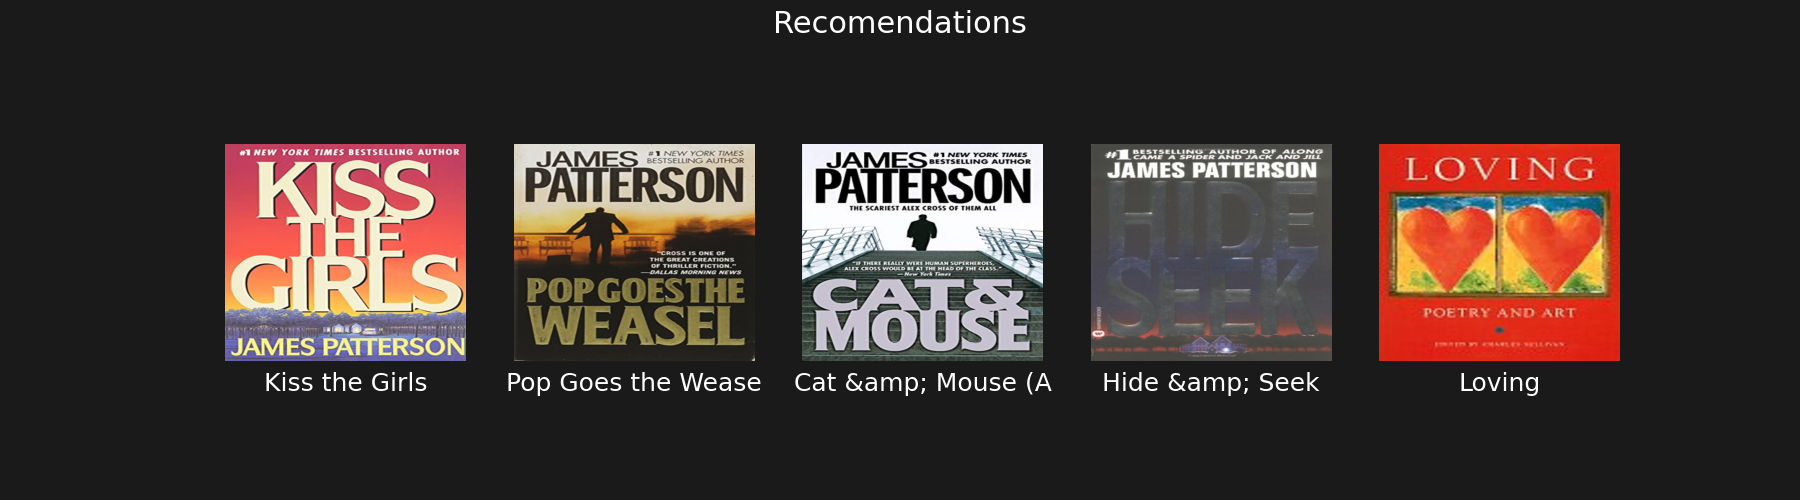 Recomendations
#1 NEW YORK TIMES BESTSELLING AUTHOR
KISS
THE
GIRLS
JAMES PATTERSON
Kiss the Girls
JAMES #1 NEW YORK TIMES
BESTSELLING AUTHOR
PATTERSON
"CROSS IS ONE OF
THE GREAT CREATIONS
OF THRILLER FICTION."
—DALLAS MORNING NEWS
POP GOES THE
WEASEL
Pop Goes the Wease
JAMES #1 NEW YORK TIMES
BESTSELLING AUTHOR
PATTERSON
THE SCARIEST ALEX CROSS OF THEM ALL
"IF THERE REALLY WERE HUMAN SUPERHEROES,
ALEX CROSS WOULD BE AT THE HEAD OF THE CLASS."
—New York Times
CAT&
MOUSE
Cat &amp; Mouse (A
#1 BESTSELLING AUTHOR OF ALONG
CAME A SPIDER AND JACK AND JILL
JAMES PATTERSON
HIDE
SEEK
Hide &amp; Seek
LOVING
POETRY AND ART
EDITED BY CHARLES SULLIVAN
Loving